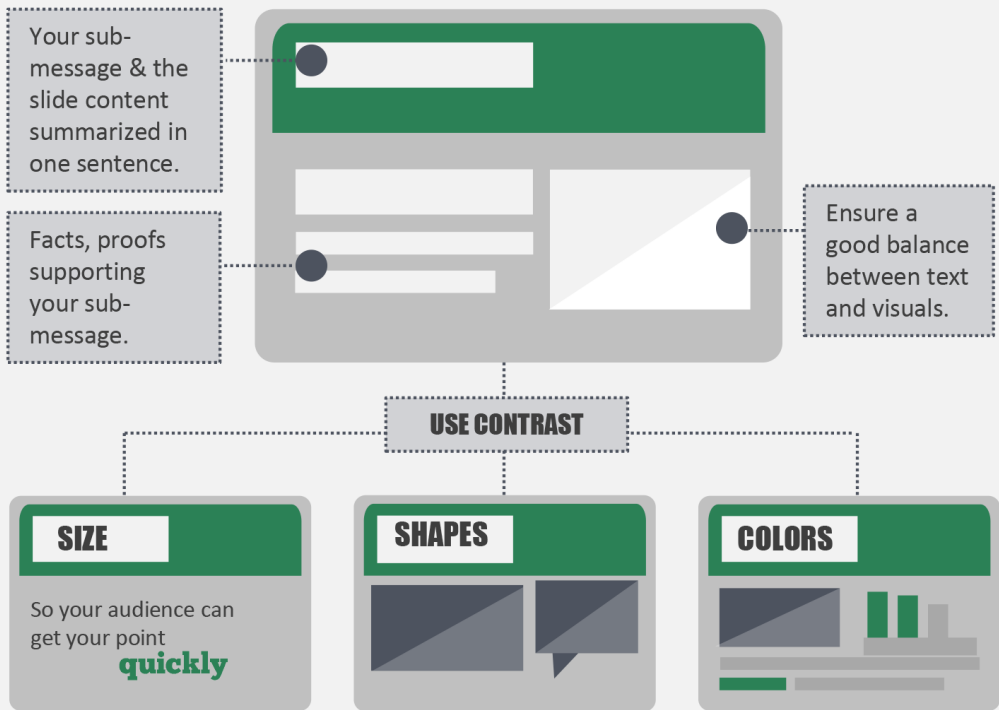 Your sub-
message & the
slide content
summarized in
one sentence.
Facts, proofs
supporting
your sub-
message.
Ensure a
good balance
between text
and visuals.
USE CONTRAST
SIZE
So your audience can
get your point
quickly
SHAPES
COLORS